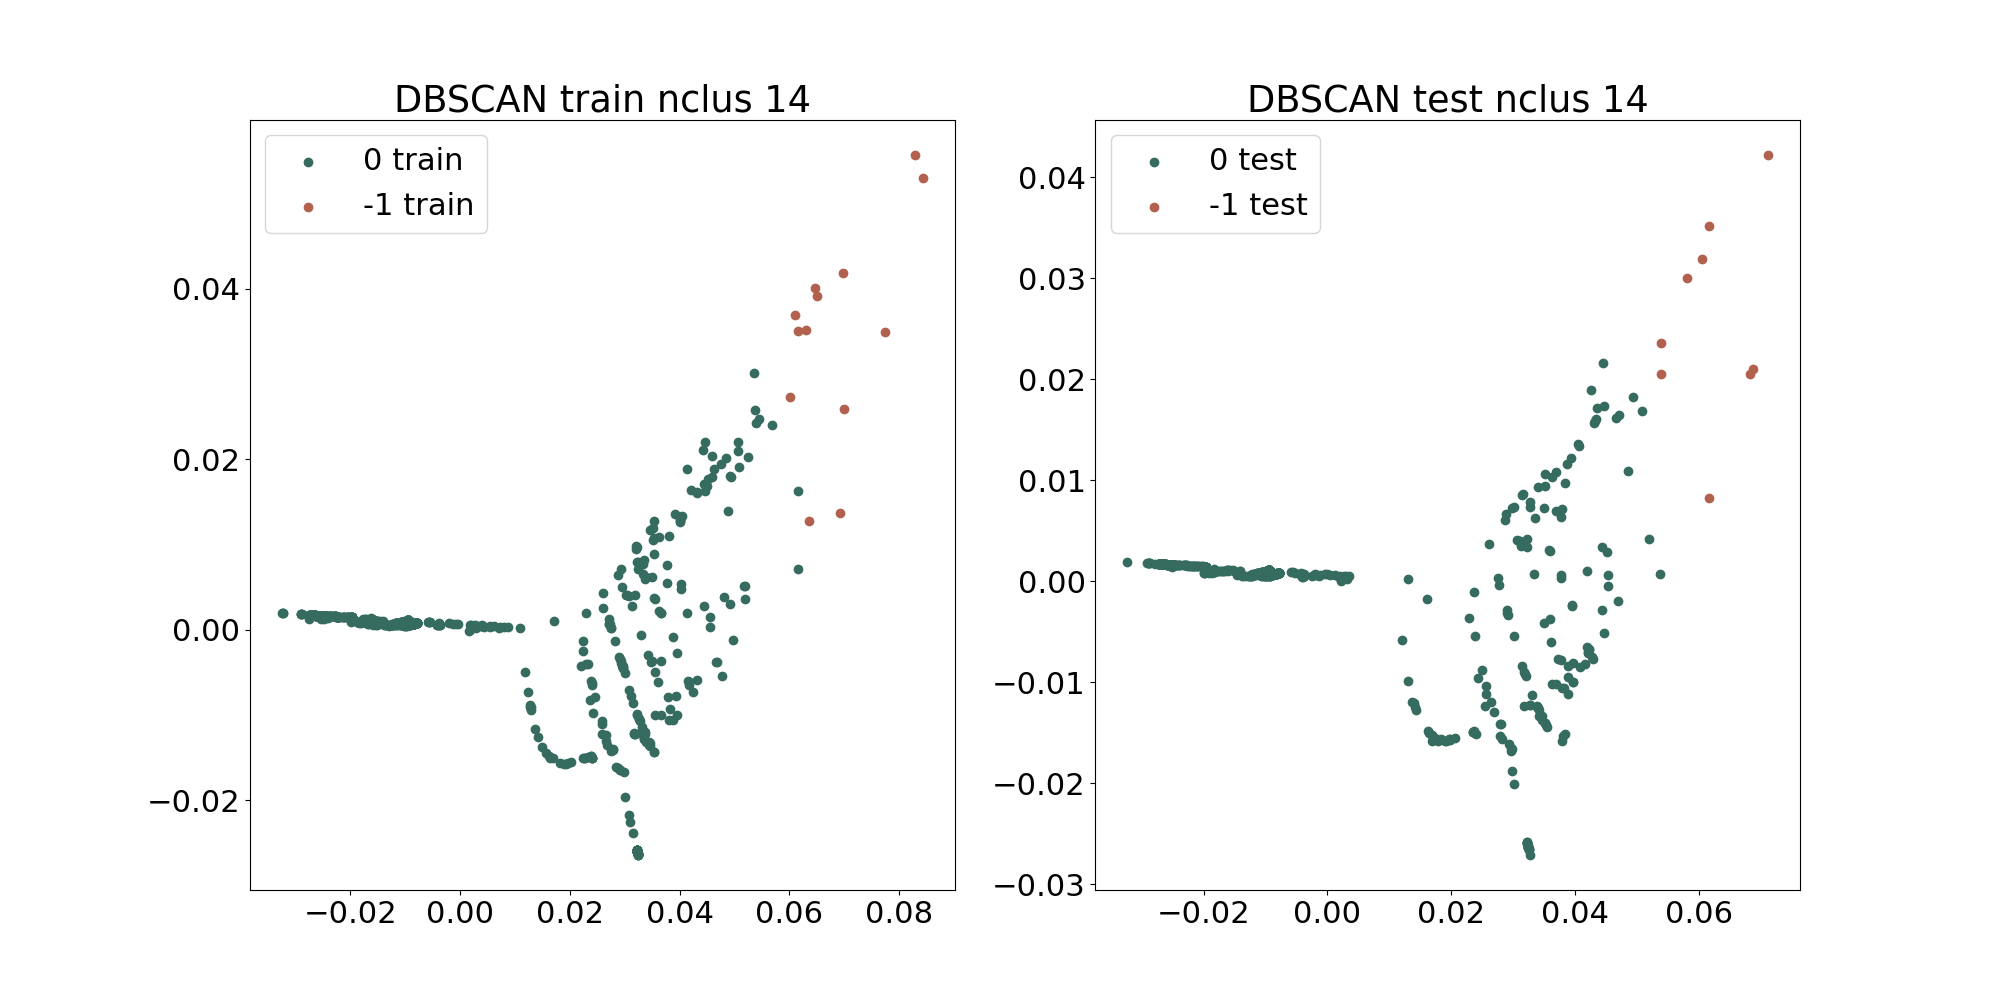 DBSCAN train nclus 14
0 train
-1 train
0.04
0.02
0.00
−0.02
−0.02 0.00 0.02 0.04 0.06 0.08
DBSCAN test nclus 14
0 test
-1 test
0.04
0.03
0.02
0.01
0.00
−0.01
−0.02
−0.03
−0.02 0.00 0.02 0.04 0.06